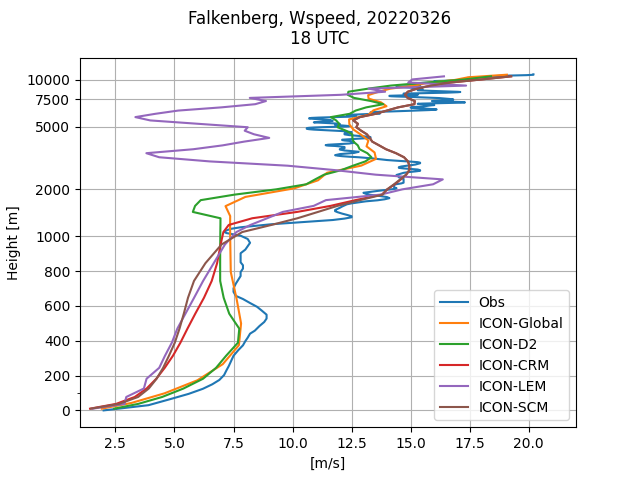 Falkenberg, Wspeed, 20220326
18 UTC
Height [m]
10000
7500
5000
2000
1000
800
600
400
200
0
2.5
5.0
7.5
10.0
12.5
15.0
17.5
20.0
[m/s]
Obs
ICON-Global
ICON-D2
ICON-CRM
ICON-LEM
ICON-SCM